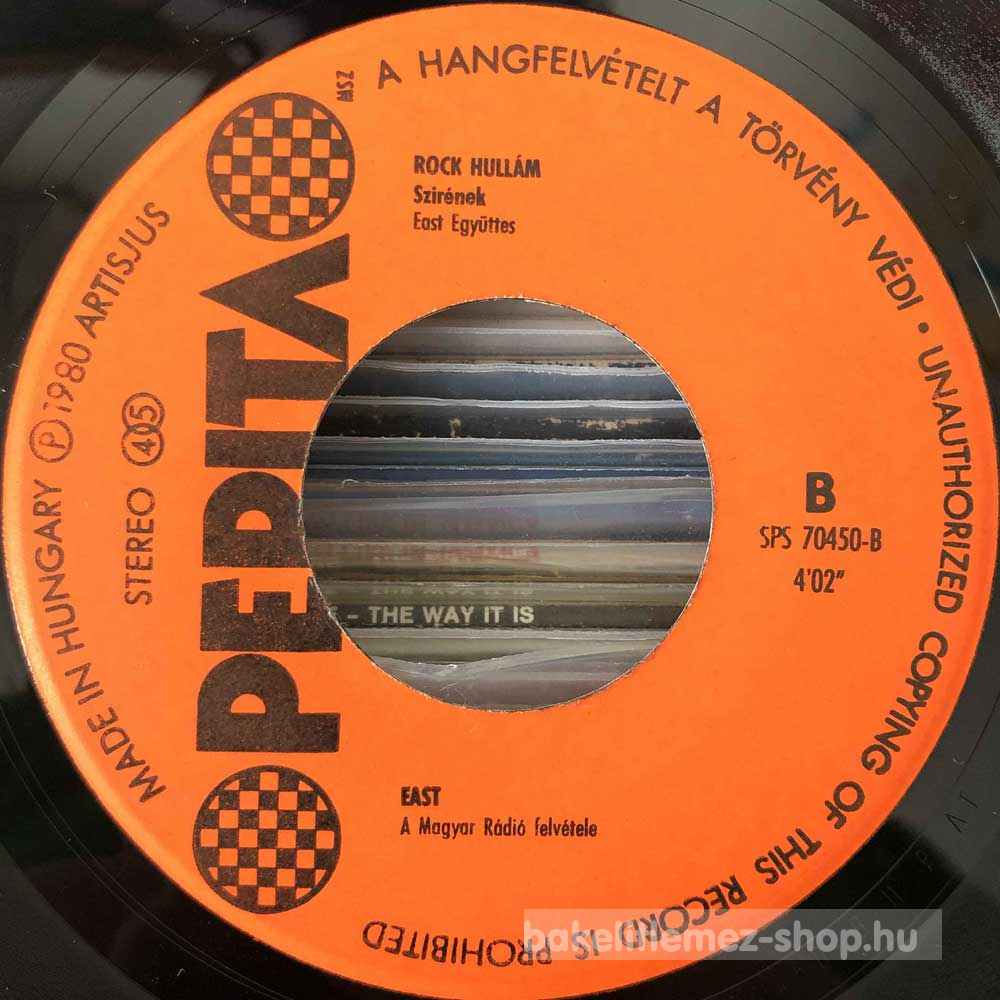 A HANGFELVÉTELT A TÖRVÉNY VÉDI • UNAUTHORIZED COPYING OF THIS RECORD IS PROHIBITED
MSZ
ROCK HULLÁM
Szirének
East Együttes
PEPITA
MADE IN HUNGARY Ⓟ 1980 ARTISJUS
STEREO 45
B
SPS 70450-B
4'02"
- THE WAY IT IS
EAST
A Magyar Rádió felvétele
bakelitlemez-shop.hu